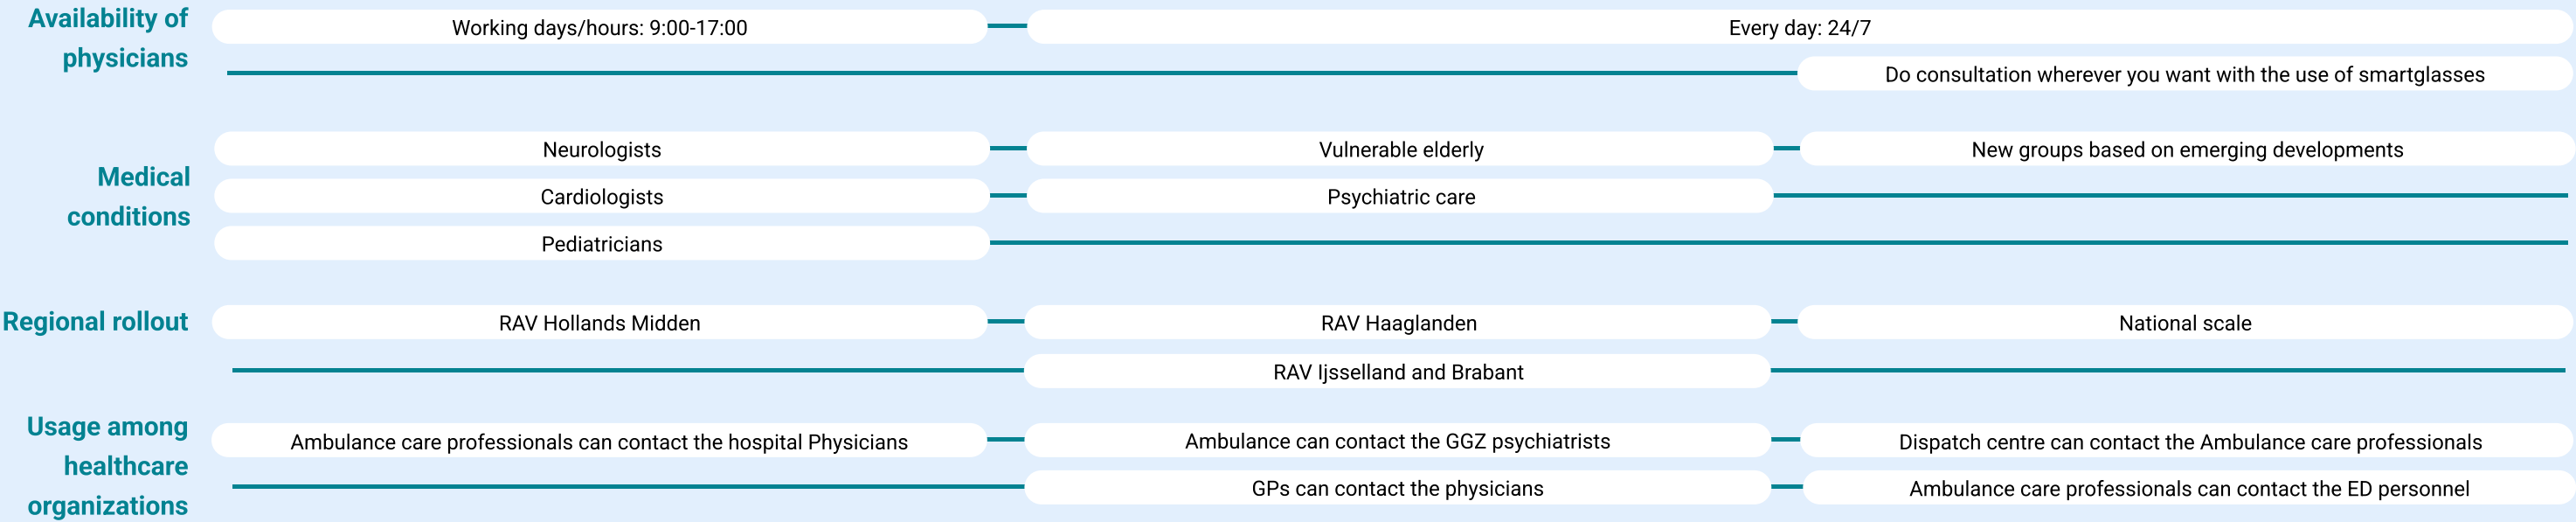 Availability of
physicians
Working days/hours: 9:00-17:00
Every day: 24/7
Do consultation wherever you want with the use of smartglasses
Medical
conditions
Neurologists
Vulnerable elderly
New groups based on emerging developments
Cardiologists
Psychiatric care
Pediatricians
Regional rollout
RAV Hollands Midden
RAV Haaglanden
National scale
RAV Ijsselland and Brabant
Usage among
healthcare
organizations
Ambulance care professionals can contact the hospital Physicians
Ambulance can contact the GGZ psychiatrists
Dispatch centre can contact the Ambulance care professionals
GPs can contact the physicians
Ambulance care professionals can contact the ED personnel